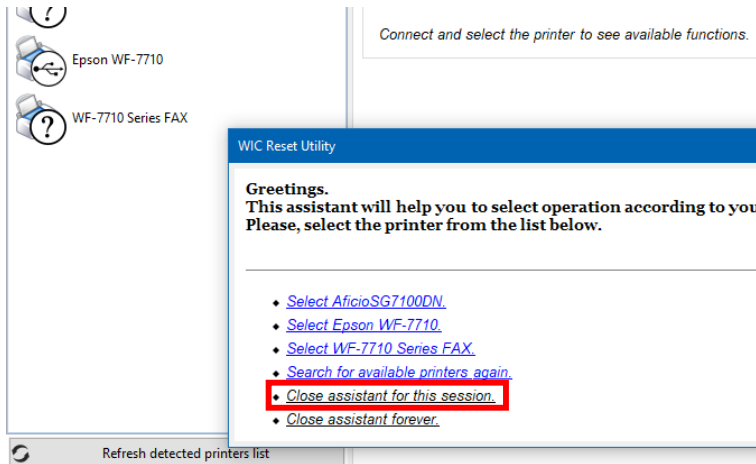 Connect and select the printer to see available functions.
Epson WF-7710
WF-7710 Series FAX
WIC Reset Utility
Greetings.
This assistant will help you to select operation according to you
Please, select the printer from the list below.
Select AficioSG7100DN.
Select Epson WF-7710.
Select WF-7710 Series FAX.
Search for available printers again.
Close assistant for this session.
Close assistant forever.
Refresh detected printers list